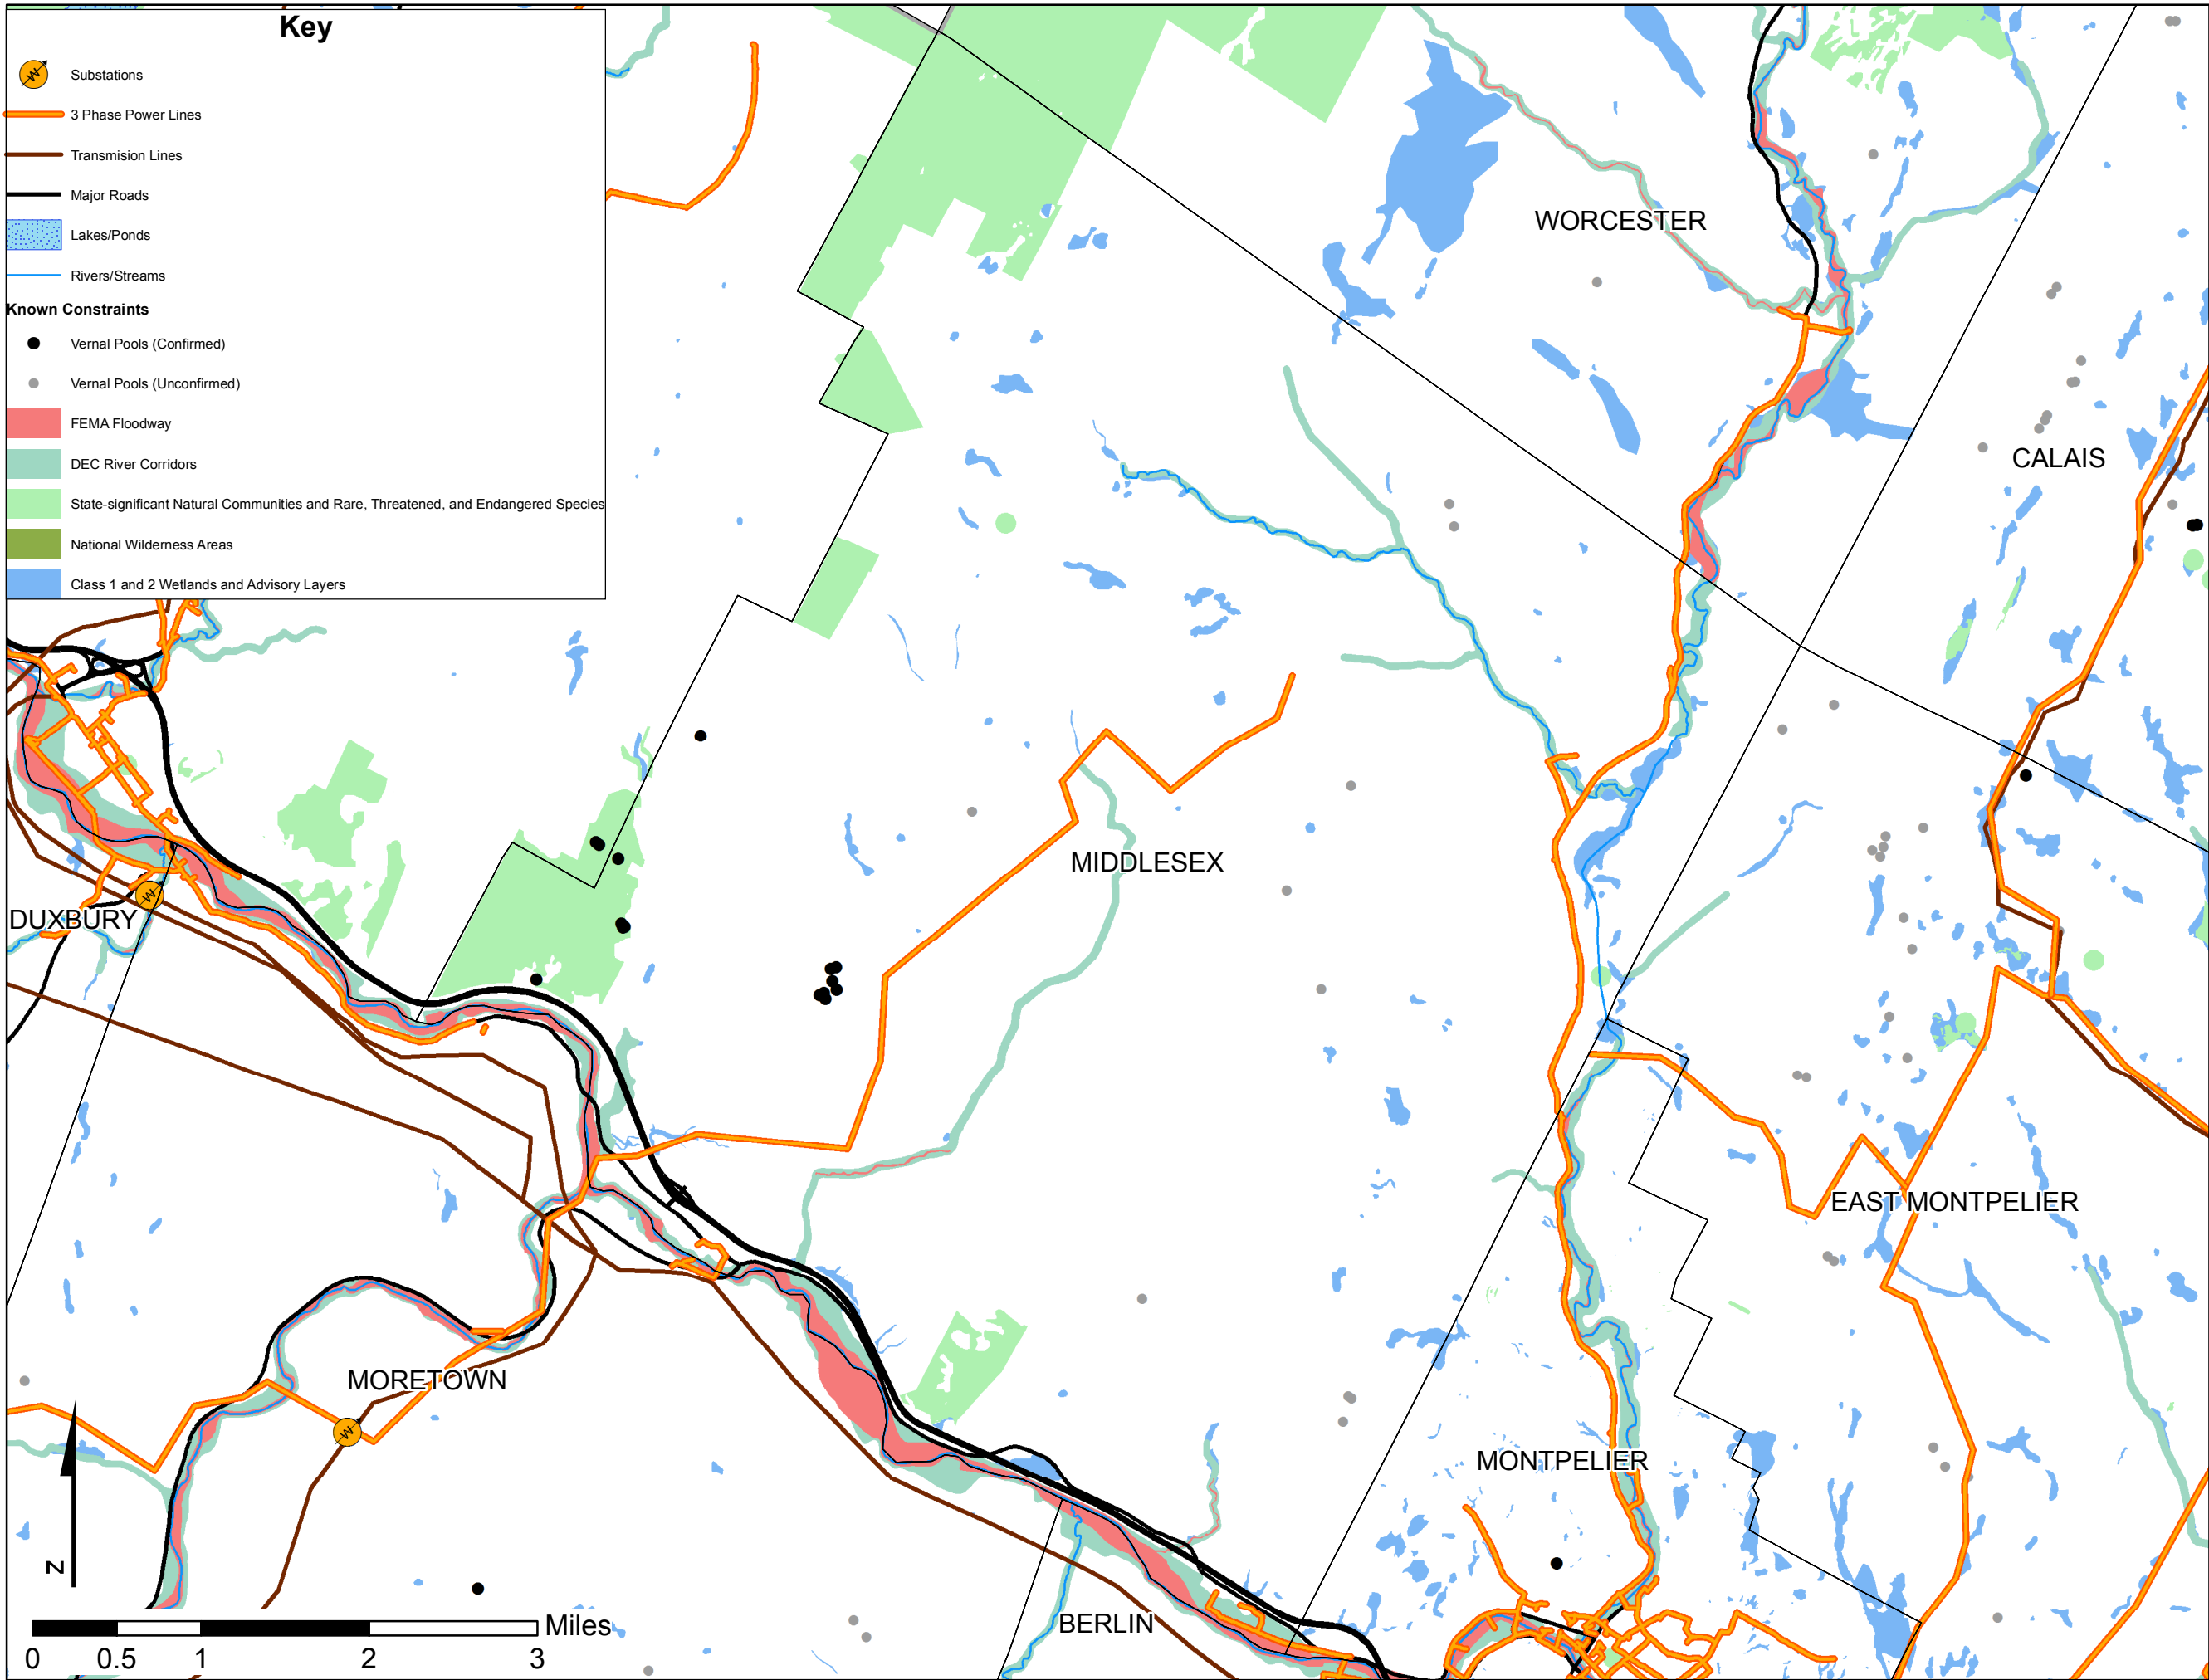 Key
W
Substations
3 Phase Power Lines
Transmision Lines
Major Roads
Lakes/Ponds
Rivers/Streams
Known Constraints
Vernal Pools (Confirmed)
Vernal Pools (Unconfirmed)
FEMA Floodway
DEC River Corridors
State-significant Natural Communities and Rare, Threatened, and Endangered Species
National Wilderness Areas
Class 1 and 2 Wetlands and Advisory Layers
WORCESTER
CALAIS
MIDDLESEX
W
DUXBURY
EAST MONTPELIER
MORETOWN
W
MONTPELIER
N
BERLIN
Miles
0 0.5 1 2 3